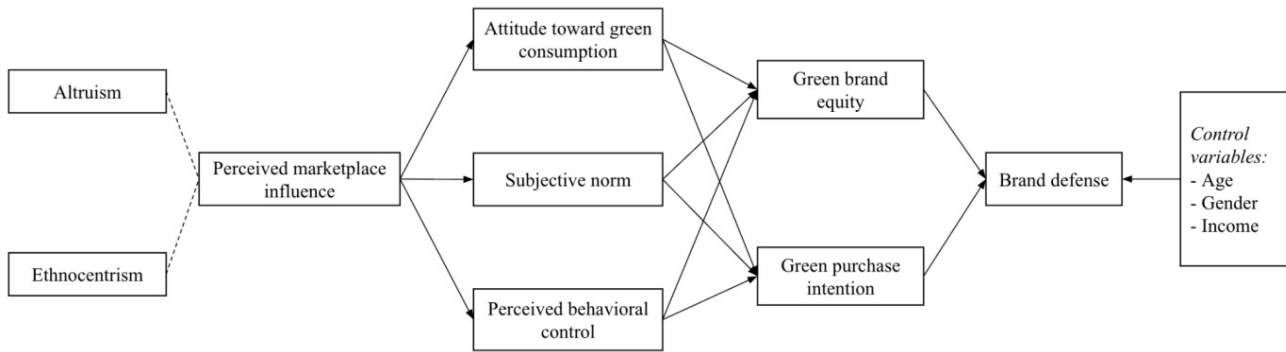 Altruism
Ethnocentrism
Perceived marketplace
influence
Attitude toward green
consumption
Subjective norm
Perceived behavioral
control
Green brand
equity
Green purchase
intention
Brand defense
Control
variables:
- Age
- Gender
- Income